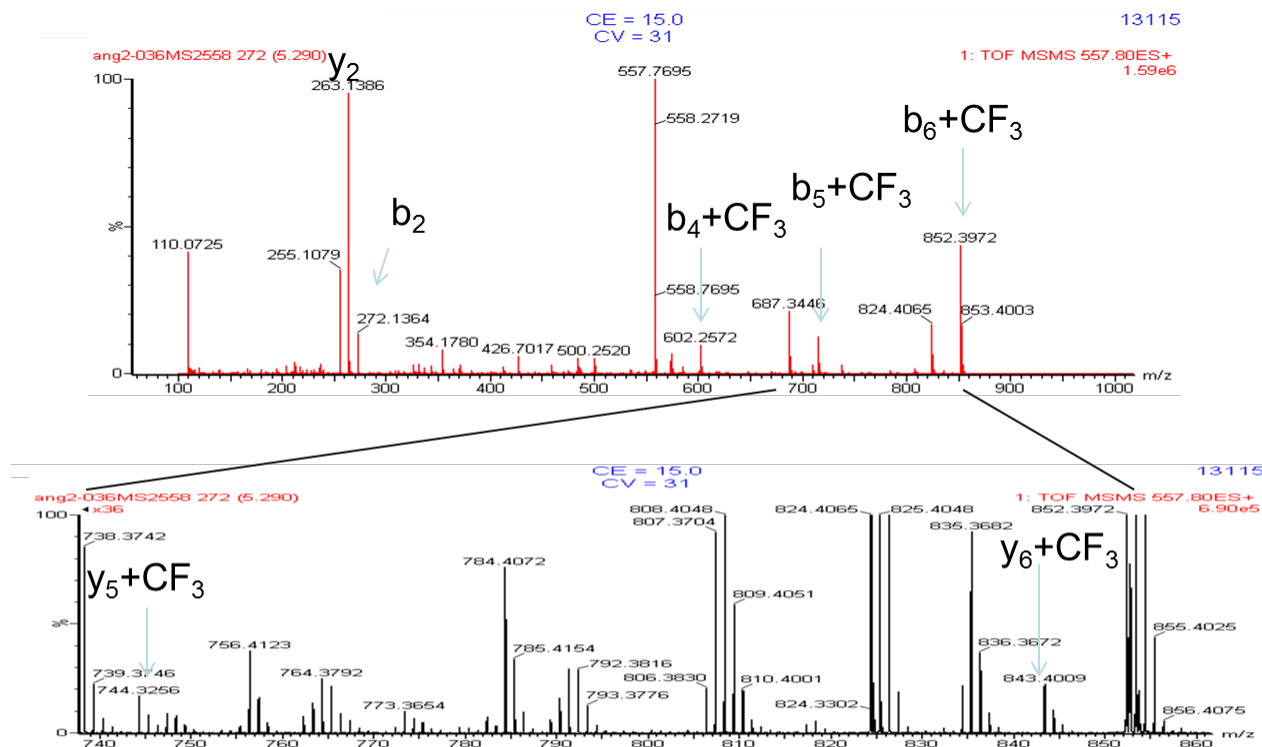 CE = 15.0
13115
CV = 31
ang2-036MS2558 272 (5.290)
1: TOF MSMS 557.80ES+
1.59e6
y2
100
263.1386
557.7695
558.2719
b6+CF3
b5+CF3
b4+CF3
b2
%
110.0725
255.1079
852.3972
558.7695
687.3446
824.4065
853.4003
272.1364
602.2572
354.1780
426.7017
500.2520
0
100 200 300 400 500 600 700 800 900 1000
m/z
CE = 15.0
13115
CV = 31
ang2-036MS2558 272 (5.290)
1: TOF MSMS 557.80ES+
6.90e5
x36
100
808.4048
824.4065
825.4048
852.3972
807.3704
835.3682
738.3742
y6+CF3
784.4072
y5+CF3
809.4051
%
756.4123
785.4154
836.3672
855.4025
792.3816
764.3792
806.3830
810.4001
843.4009
744.3256
793.3776
773.3654
824.3302
856.4075
0
740 750 760 770 780 790 800 810 820 830 840 850 860
m/z